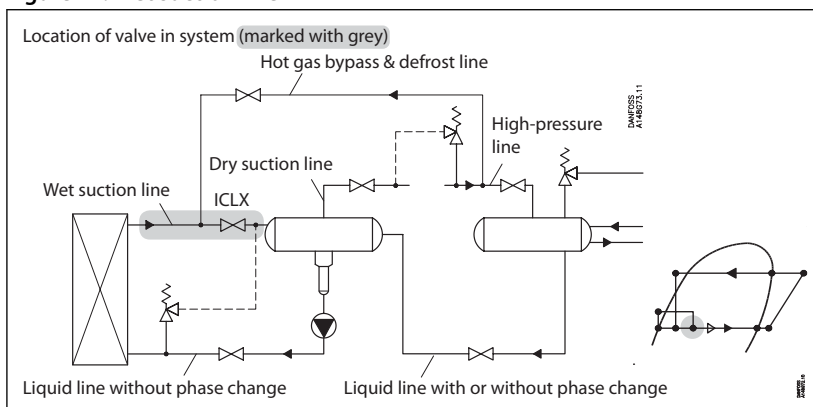 Location of valve in system (marked with grey)
Hot gas bypass & defrost line
DANFOSS
A14BG73.11
High-pressure
line
Dry suction line
Wet suction line
ICLX
Liquid line without phase change
Liquid line with or without phase change